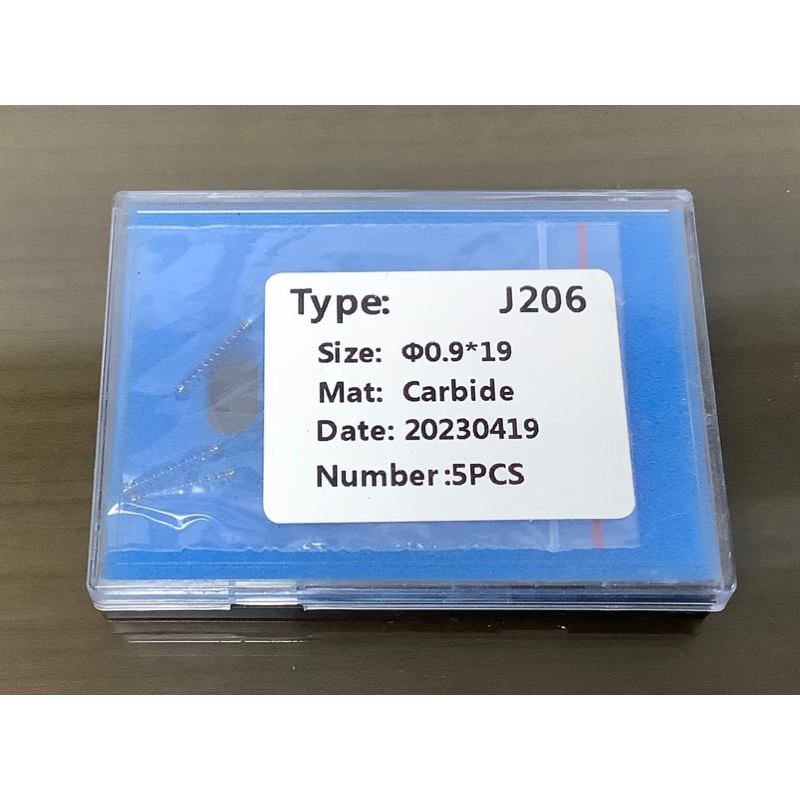 Type: J206
Size: Φ0.9*19
Mat: Carbide
Date: 20230419
Number:5PCS